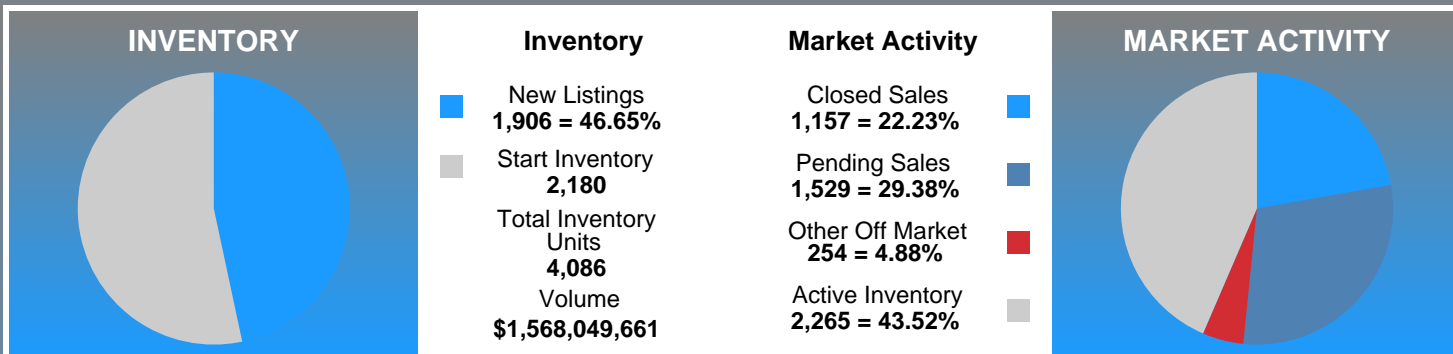 INVENTORY
Inventory
New Listings
1,906 = 46.65%
Start Inventory
2,180
Total Inventory
Units
4,086
Volume
$1,568,049,661
Market Activity
Closed Sales
1,157 = 22.23%
Pending Sales
1,529 = 29.38%
Other Off Market
254 = 4.88%
Active Inventory
2,265 = 43.52%
MARKET ACTIVITY